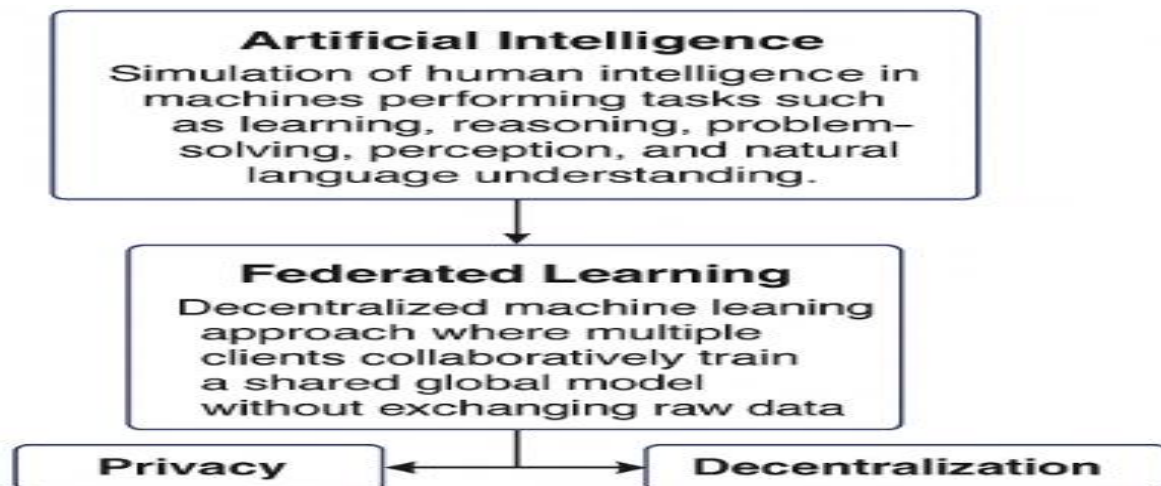 Artificial Intelligence
Simulation of human intelligence in
machines performing tasks such
as learning, reasoning, problem-
solving, perception, and natural
language understanding.
Federated Learning
Decentralized machine leaning
approach where multiple
clients collaboratively train
a shared global model
without exchanging raw data
Privacy
Decentralization